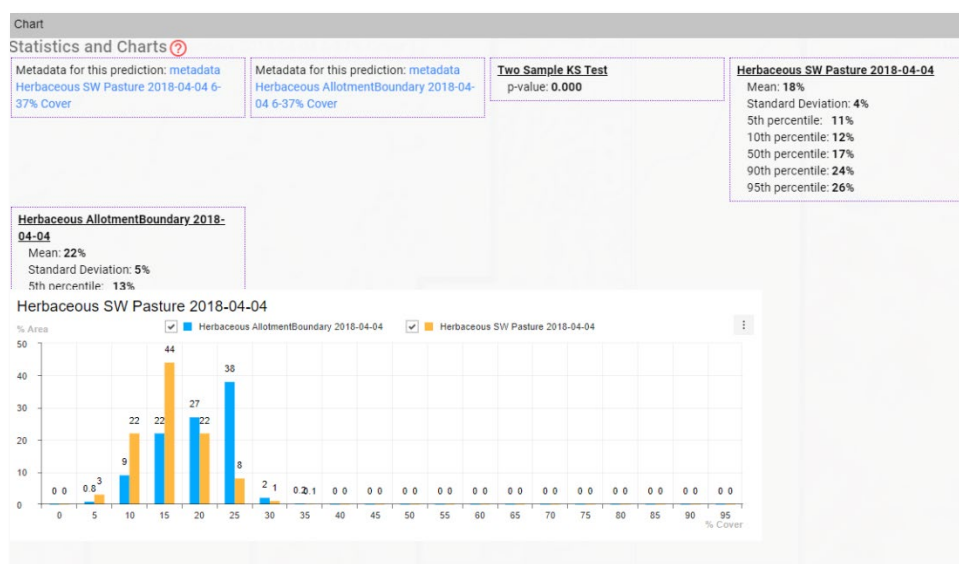 Chart
Statistics and Charts ?
Metadata for this prediction: metadata
Herbaceous SW Pasture 2018-04-04 6-
37% Cover
Metadata for this prediction: metadata
Herbaceous AllotmentBoundary 2018-
04-04 6-37% Cover
Two Sample KS Test
p-value: 0.000
Herbaceous SW Pasture 2018-04-04
Mean: 18%
Standard Deviation: 4%
5th percentile: 11%
10th percentile: 12%
50th percentile: 17%
90th percentile: 24%
95th percentile: 26%
Herbaceous AllotmentBoundary 2018-
04-04
Mean: 22%
Standard Deviation: 5%
5th percentile: 13%
Herbaceous SW Pasture 2018-04-04
% Area
Herbaceous AllotmentBoundary 2018-04-04
Herbaceous SW Pasture 2018-04-04
50
40
30
20
10
0
0 0
0.8 3
9 22
22 44
27 22
38 8
2 1
0.2 0.1
0 0
0 0
0 0
0 0
0 0
0 0
0 0
0 0
0 0
0 0
0 0
0 0
0 5 10 15 20 25 30 35 40 45 50 55 60 65 70 75 80 85 90 95
% Cover